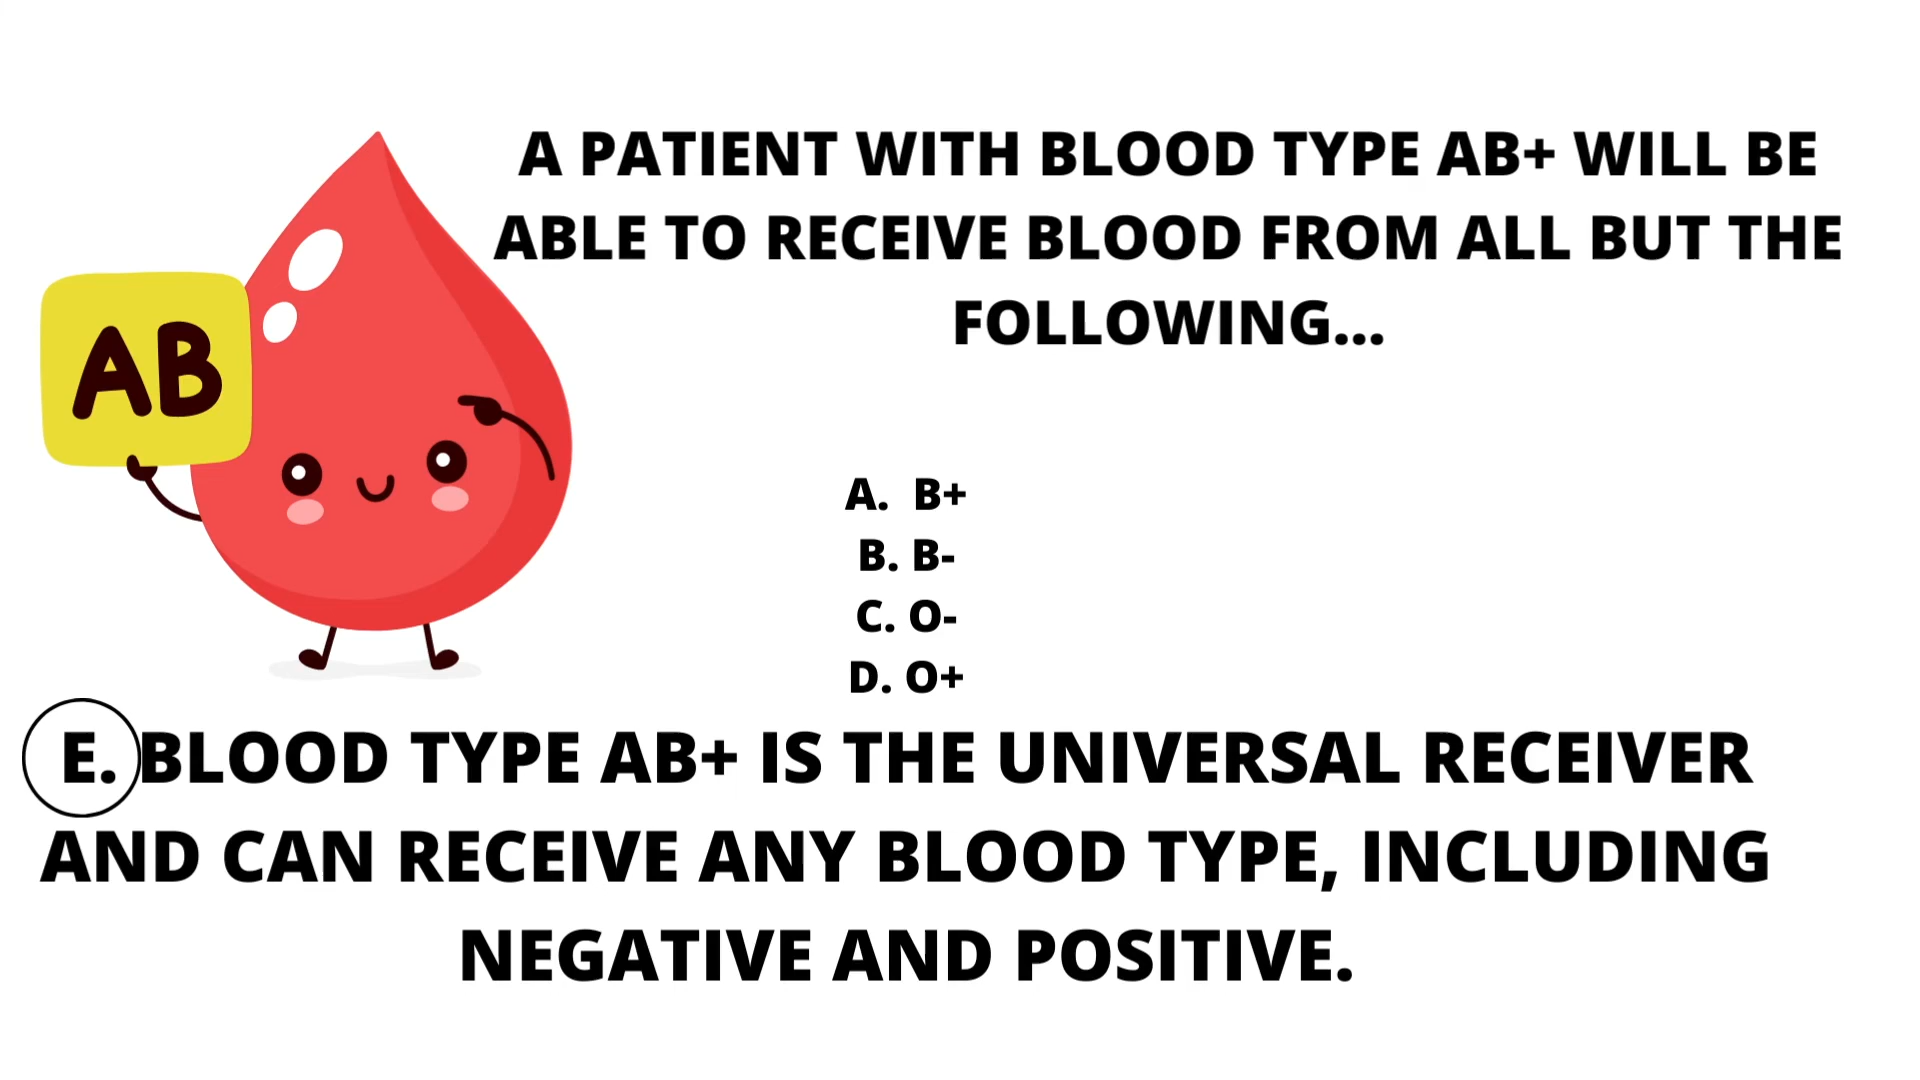 A PATIENT WITH BLOOD TYPE AB+ WILL BE
ABLE TO RECEIVE BLOOD FROM ALL BUT THE
FOLLOWING...
AB
A. B+
B. B-
C. O-
D. O+
E. BLOOD TYPE AB+ IS THE UNIVERSAL RECEIVER
AND CAN RECEIVE ANY BLOOD TYPE, INCLUDING
NEGATIVE AND POSITIVE.